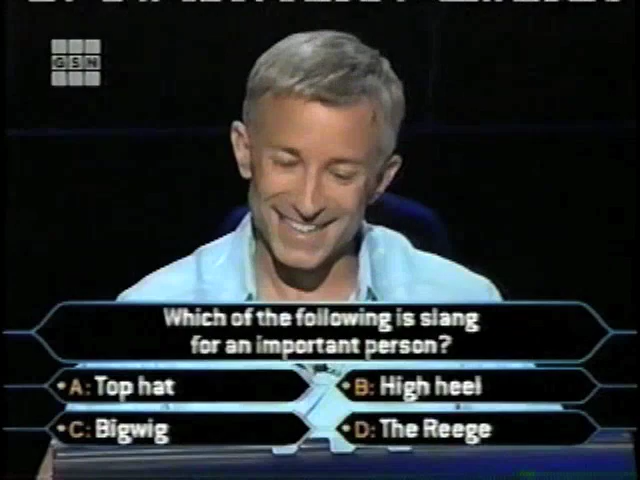 GSN
Which of the following is slang
for an important person?
• A: Top hat
• B: High heel
• C: Bigwig
• D: The Reege